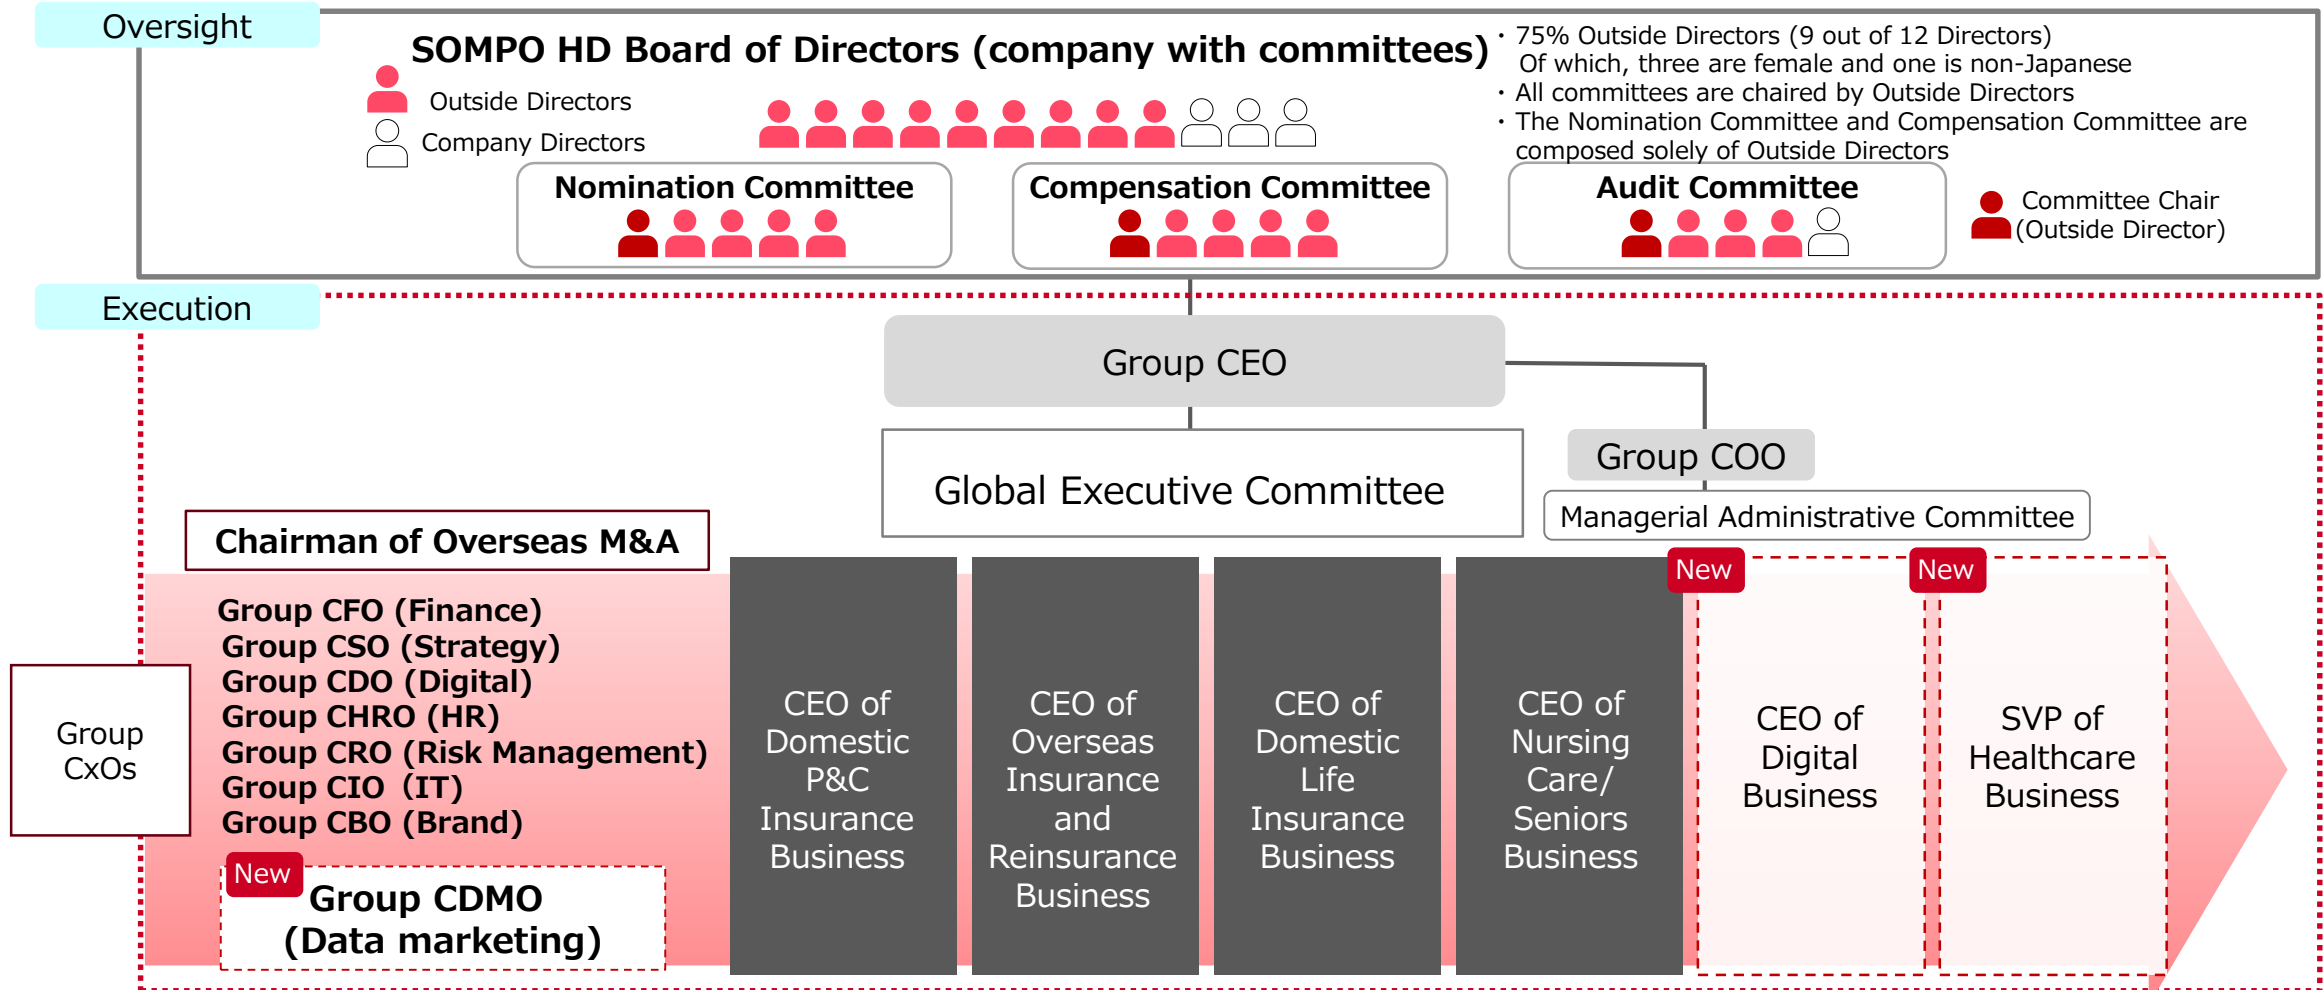 Oversight
SOMPO HD Board of Directors (company with committees)
・75% Outside Directors (9 out of 12 Directors)
Of which, three are female and one is non-Japanese
・All committees are chaired by Outside Directors
・The Nomination Committee and Compensation Committee are
composed solely of Outside Directors
Outside Directors
Company Directors
Nomination Committee
Compensation Committee
Audit Committee
Committee Chair
(Outside Director)
Execution
Group CEO
Global Executive Committee
Group COO
Managerial Administrative Committee
Chairman of Overseas M&A
Group
CxOs
Group CFO (Finance)
Group CSO (Strategy)
Group CDO (Digital)
Group CHRO (HR)
Group CRO (Risk Management)
Group CIO (IT)
Group CBO (Brand)
New
Group CDMO
(Data marketing)
CEO of
Domestic
P&C
Insurance
Business
CEO of
Overseas
Insurance
and
Reinsurance
Business
CEO of
Domestic
Life
Insurance
Business
CEO of
Nursing
Care/
Seniors
Business
New
CEO of
Digital
Business
New
SVP of
Healthcare
Business